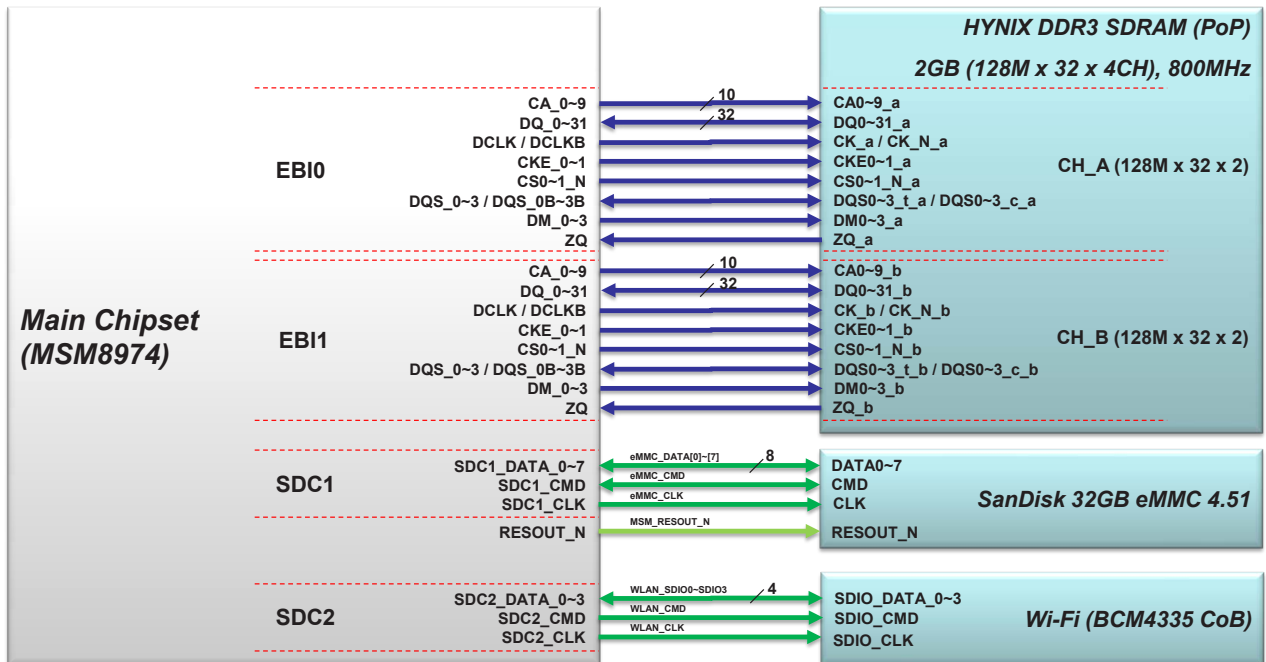 HYNIX DDR3 SDRAM (PoP)
2GB (128M x 32 x 4CH), 800MHz
Main Chipset
(MSM8974)
EBI0
CA_0~9 10 CA0~9_a
DQ_0~31 32 DQ0~31_a
DCLK / DCLKB CK_a / CK_N_a
CKE_0~1 CKE0~1_a
CS0~1_N CS0~1_N_a
DQS_0~3 / DQS_0B~3B DQS0~3_t_a / DQS0~3_c_a
DM_0~3 DM0~3_a
ZQ ZQ_a
CH_A (128M x 32 x 2)
EBI1
CA_0~9 10 CA0~9_b
DQ_0~31 32 DQ0~31_b
DCLK / DCLKB CK_b / CK_N_b
CKE_0~1 CKE0~1_b
CS0~1_N CS0~1_N_b
DQS_0~3 / DQS_0B~3B DQS0~3_t_b / DQS0~3_c_b
DM_0~3 DM0~3_b
ZQ ZQ_b
CH_B (128M x 32 x 2)
SDC1
SDC1_DATA_0~7 eMMC_DATA[0]~[7] 8 DATA0~7
SDC1_CMD eMMC_CMD CMD
SDC1_CLK eMMC_CLK CLK
RESOUT_N MSM_RESOUT_N RESOUT_N
SanDisk 32GB eMMC 4.51
SDC2
SDC2_DATA_0~3 WLAN_SDIO0~SDIO3 4 SDIO_DATA_0~3
SDC2_CMD WLAN_CMD SDIO_CMD
SDC2_CLK WLAN_CLK SDIO_CLK
Wi-Fi (BCM4335 CoB)